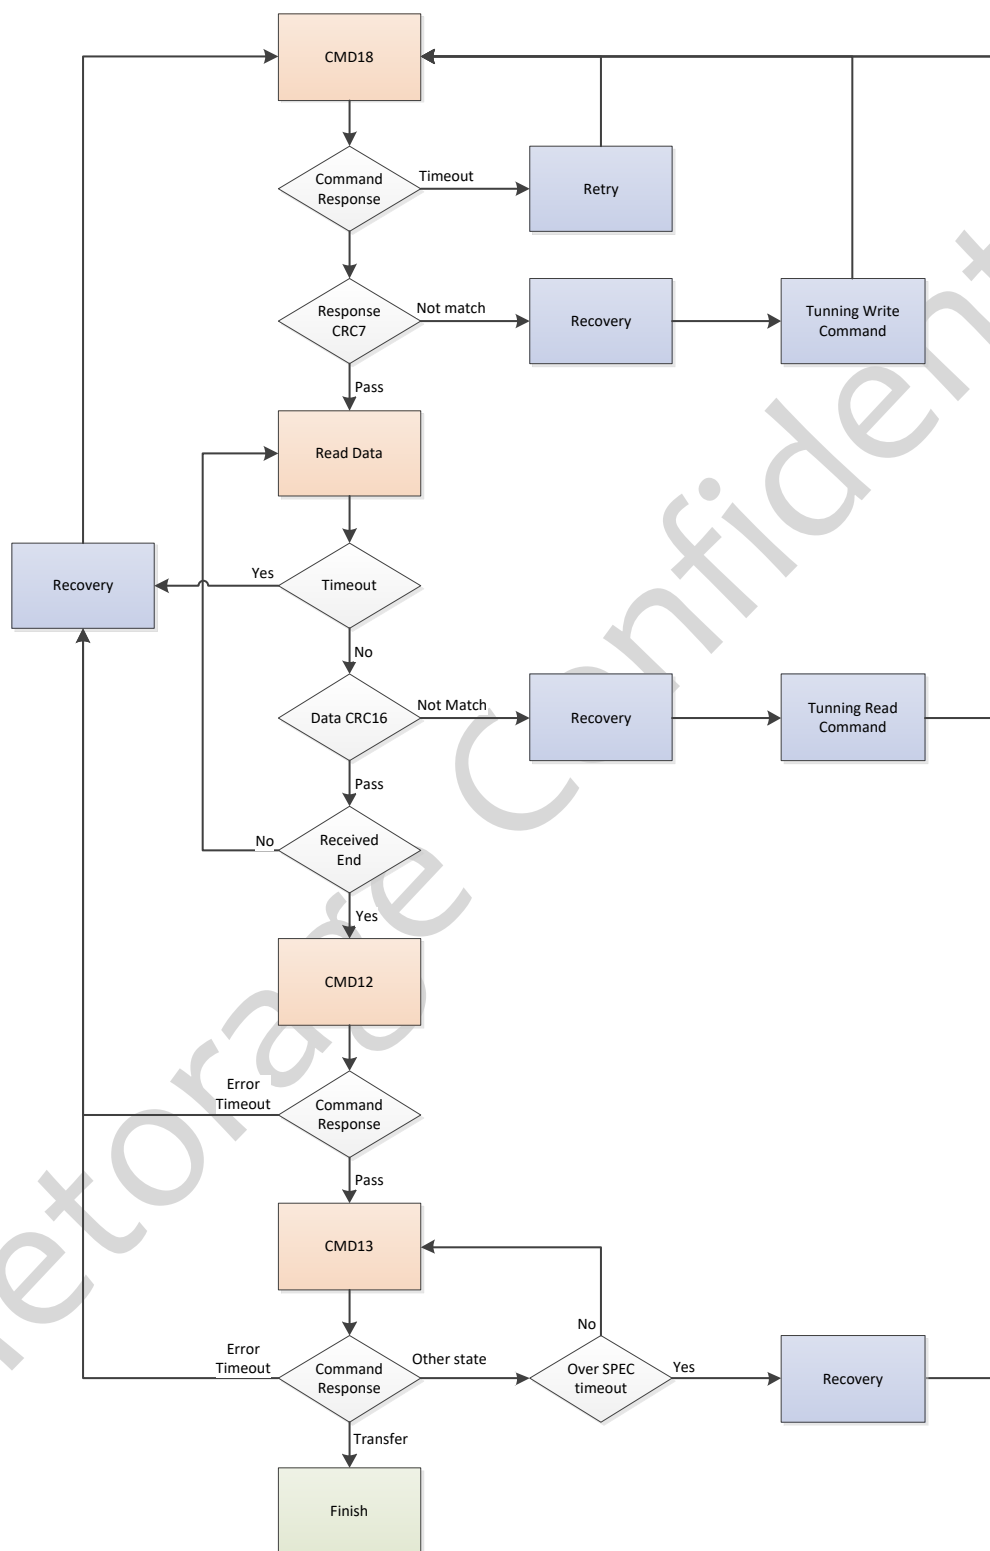 CMD18
Command
Response
Timeout
Retry
Response
CRC7
Not match
Recovery
Tunning Write
Command
Pass
Read Data
Recovery
Yes
Timeout
No
Data CRC16
Not Match
Recovery
Tunning Read
Command
Pass
No
Received
End
Yes
CMD12
Error
Timeout
Command
Response
Pass
CMD13
No
Error
Timeout
Command
Response
Other state
Over SPEC
timeout
Yes
Recovery
Transfer
Finish
etorage Confident